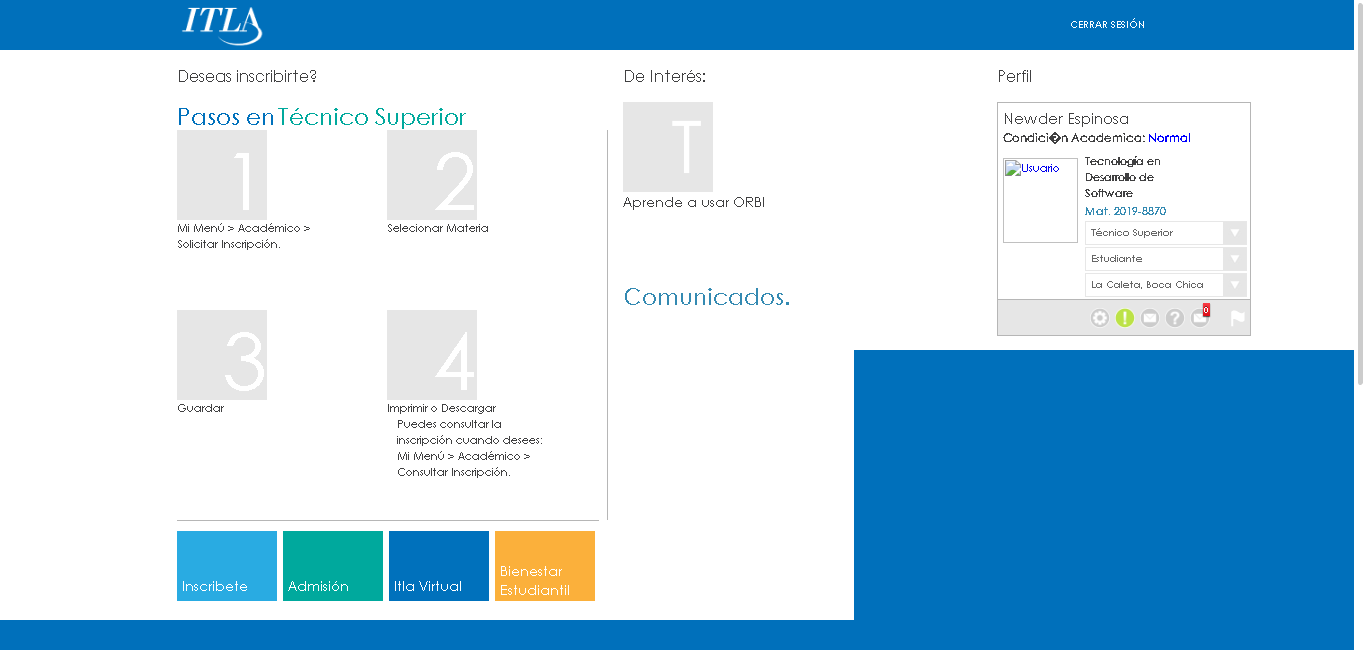 ITLA
CERRAR SESIÓN
Deseas inscribirte?
Pasos en Técnico Superior
1
Mi Menú > Académico >
Solicitar Inscripción.
2
Selecionar Materia
3
Guardar
4
Imprimir o Descargar
Puedes consultar la
inscripción cuando desees:
Mi Menú > Académico >
Consultar Inscripción.
Inscribete
Admisión
Itla Virtual
Bienestar
Estudiantil
De Interés:
T
Aprende a usar ORBI
Comunicados.
Perfil
Newder Espinosa
Condici�n Academica: Normal
Usuario
Tecnología en
Desarrollo de
Software
Mat. 2019-8870
Técnico Superior
Estudiante
La Caleta, Boca Chica
0